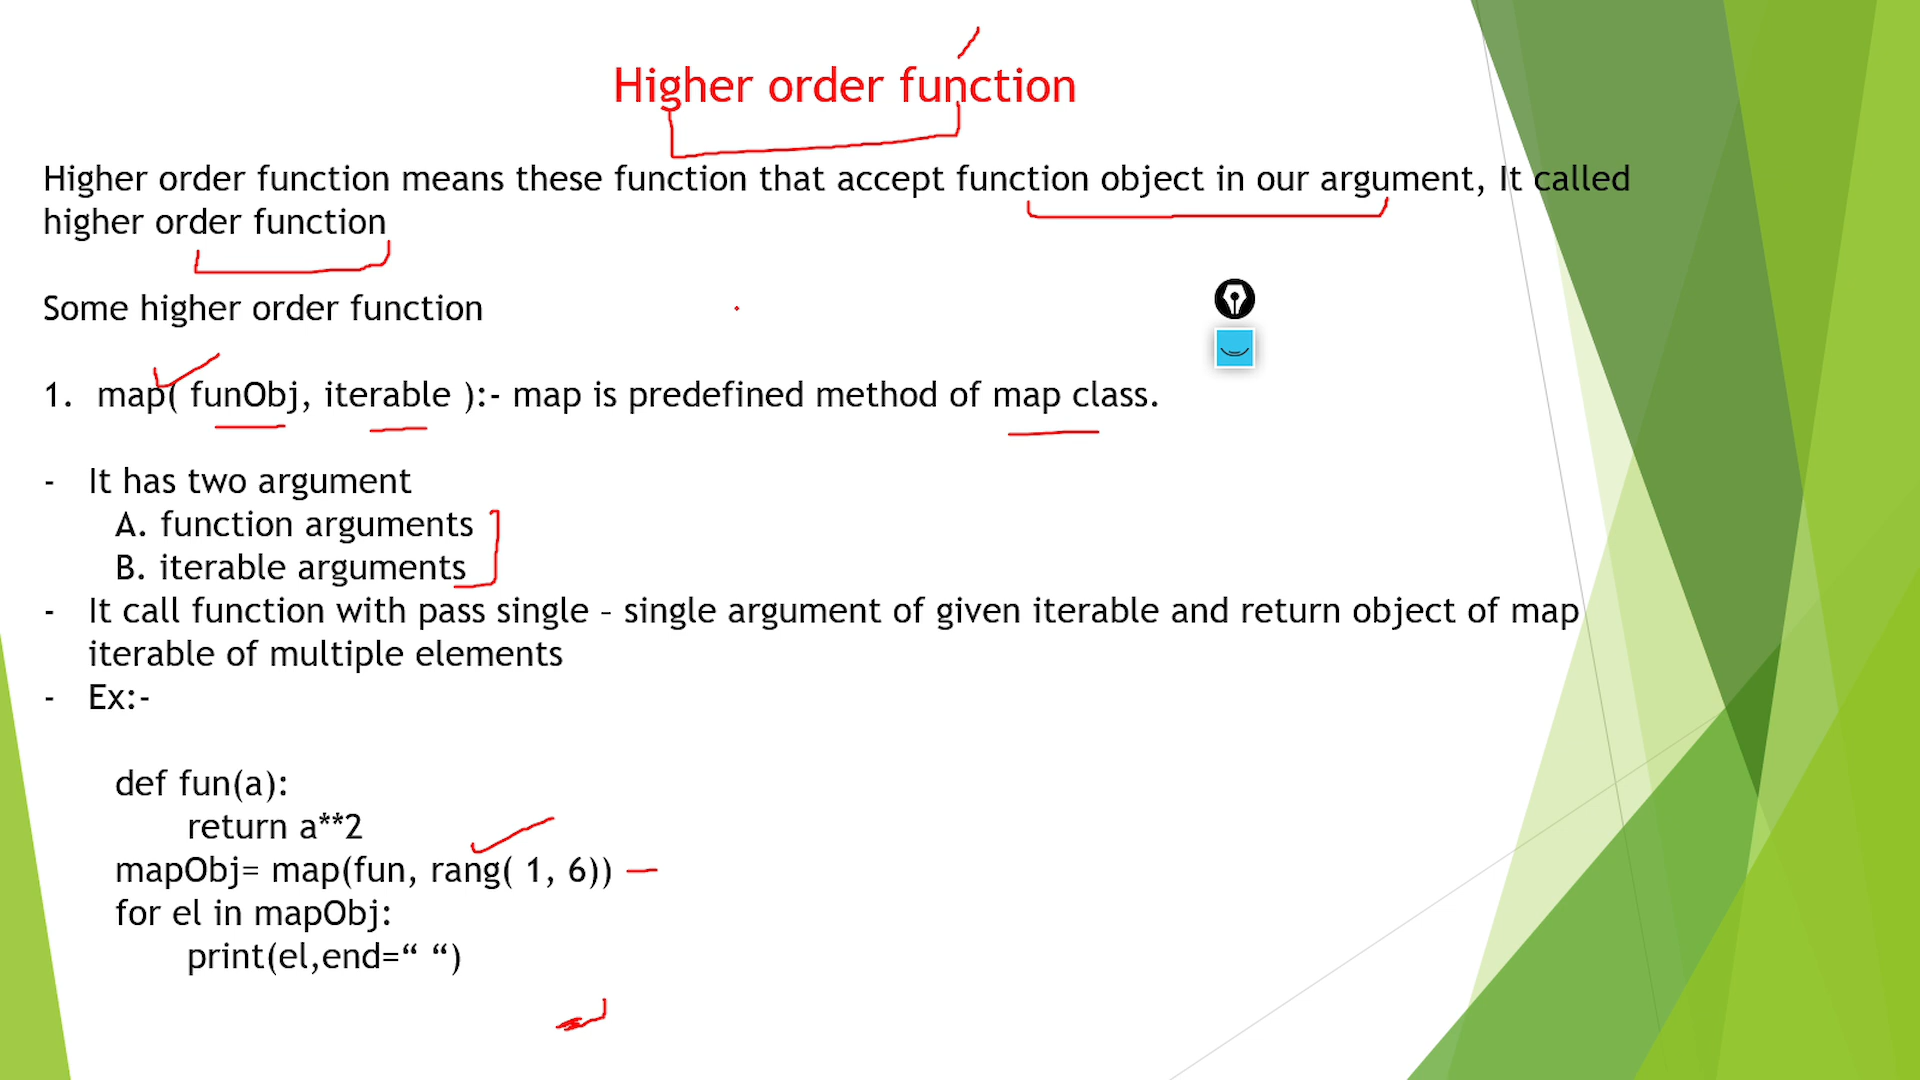 Higher order function
Higher order function means these function that accept function object in our argument, It called
higher order function
Some higher order function
1. map( funObj, iterable ):- map is predefined method of map class.
- It has two argument
A. function arguments
B. iterable arguments
- It call function with pass single – single argument of given iterable and return object of map
iterable of multiple elements
- Ex:-
def fun(a):
return a**2
mapObj= map(fun, rang( 1, 6))
for el in mapObj:
print(el,end=“ “)